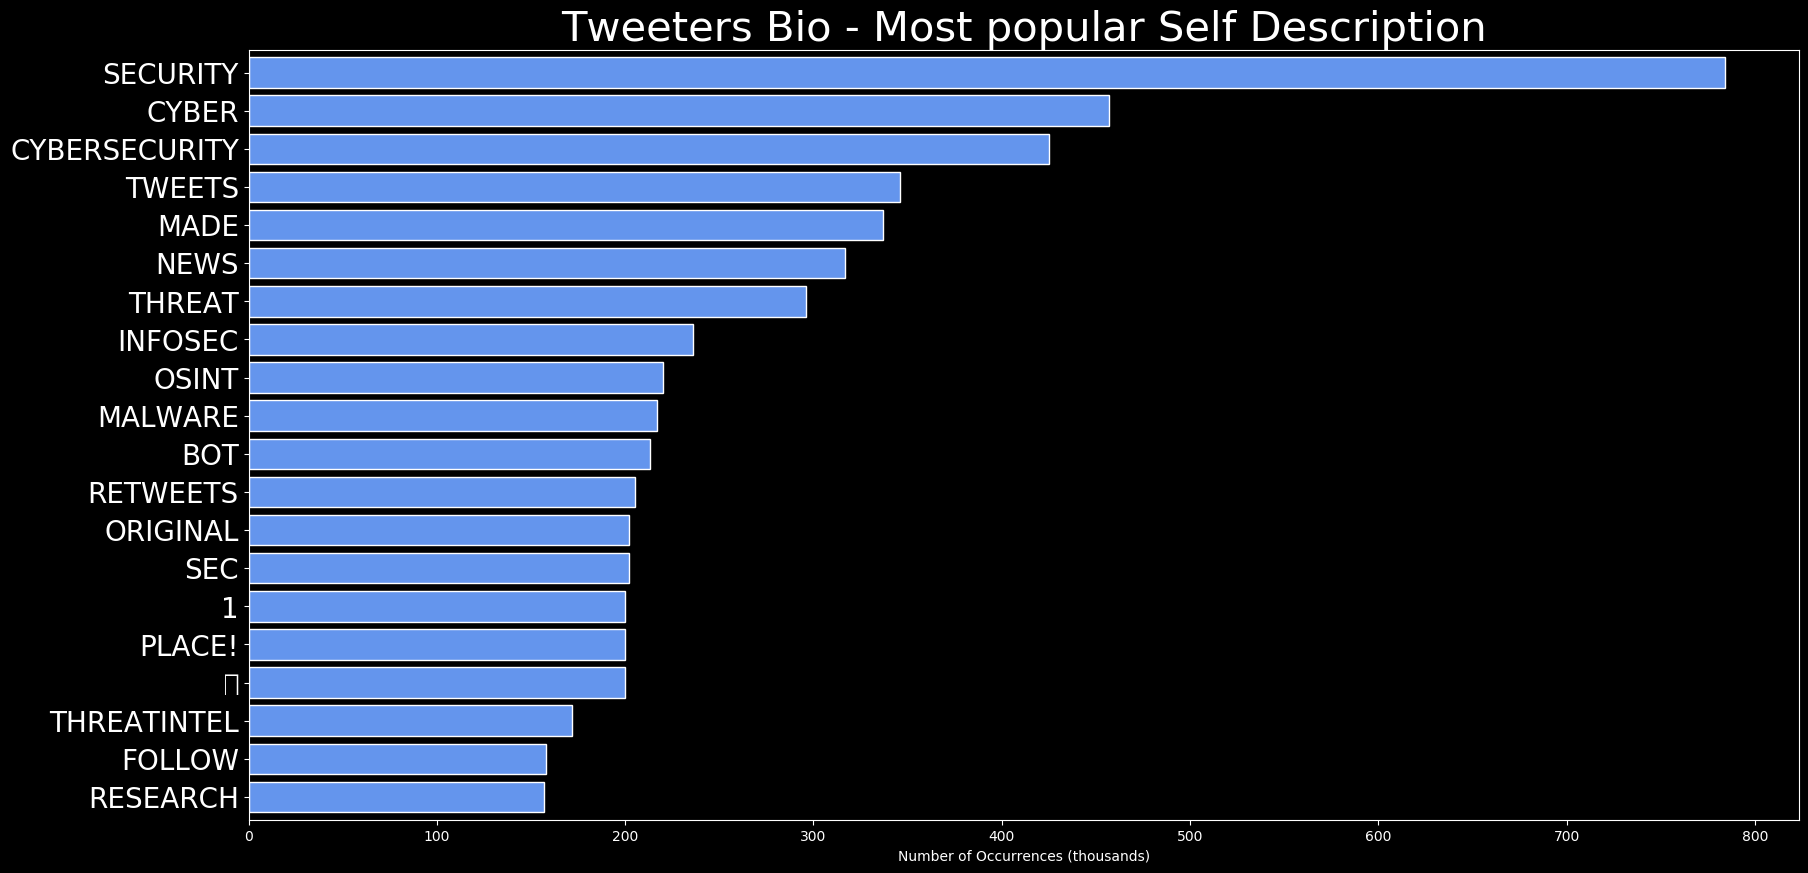 Tweeters Bio - Most popular Self Description
SECURITY
CYBER
CYBERSECURITY
TWEETS
MADE
NEWS
THREAT
INFOSEC
OSINT
MALWARE
BOT
RETWEETS
ORIGINAL
SEC
1
PLACE!
THREATINTEL
FOLLOW
RESEARCH
0 100 200 300 400 500 600 700 800
Number of Occurrences (thousands)